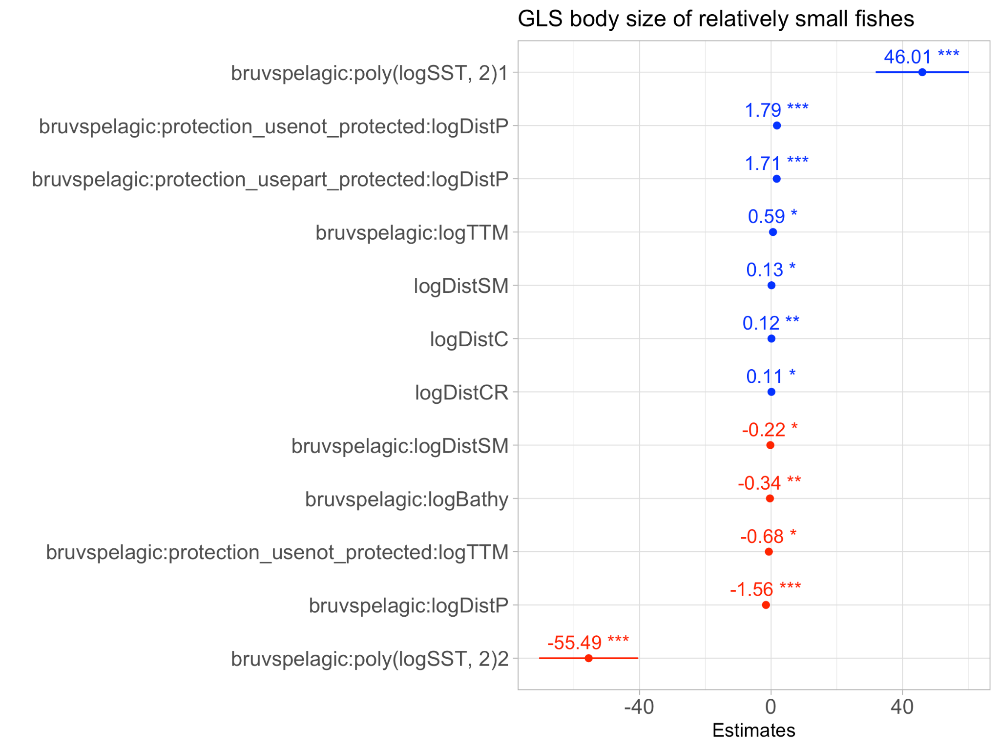 GLS body size of relatively small fishes
bruvspelagic:poly(logSST, 2)1
46.01 ***
bruvspelagic:protection_usenot_protected:logDistP
1.79 ***
bruvspelagic:protection_usepart_protected:logDistP
1.71 ***
bruvspelagic:logTTM
0.59 *
logDistSM
0.13 *
logDistC
0.12 **
logDistCR
0.11 *
bruvspelagic:logDistSM
-0.22 *
bruvspelagic:logBathy
-0.34 **
bruvspelagic:protection_usenot_protected:logTTM
-0.68 *
bruvspelagic:logDistP
-1.56 ***
bruvspelagic:poly(logSST, 2)2
-55.49 ***
-40 0 40
Estimates